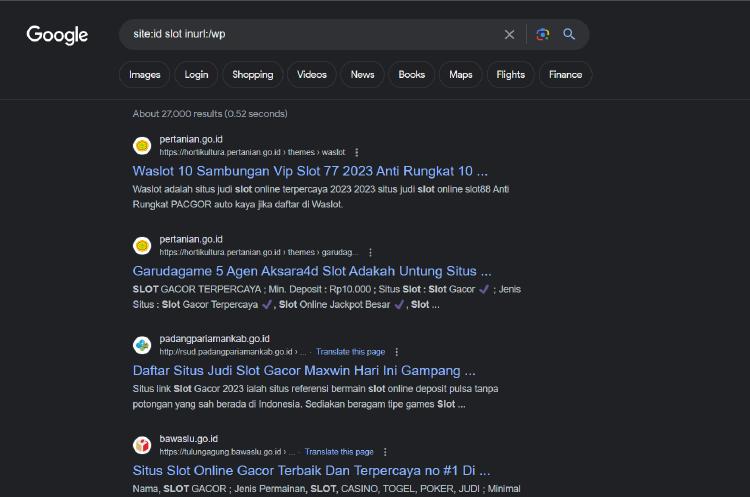 Google
site:id slot inurl:/wp
Images Login Shopping Videos News Books Maps Flights Finance
About 27,000 results (0.52 seconds)
pertanian.go.id
https://hortikultura.pertanian.go.id › themes › waslot
Waslot 10 Sambungan Vip Slot 77 2023 Anti Rungkat 10 ...
Waslot adalah situs judi slot online terpercaya 2023 2023 situs judi slot online slot88 Anti
Rungkat PACGOR auto kaya jika daftar di Waslot.
pertanian.go.id
https://hortikultura.pertanian.go.id › themes › garudag...
Garudagame 5 Agen Aksara4d Slot Adakah Untung Situs ...
SLOT GACOR TERPERCAYA ; Min. Deposit : Rp10.000 ; Situs Slot : Slot Gacor ✔ ; Jenis
Situs : Slot Gacor Terpercaya ✔, Slot Online Jackpot Besar ✔, Slot ...
padangpariamankab.go.id
http://rsud.padangpariamankab.go.id › ... · Translate this page
Daftar Situs Judi Slot Gacor Maxwin Hari Ini Gampang ...
Situs link Slot Gacor 2023 ialah situs referensi bermain slot online deposit pulsa tanpa
potongan yang sah berada di Indonesia. Sediakan beragam tipe games Slot ...
bawaslu.go.id
https://tulungagung.bawaslu.go.id › ... · Translate this page
Situs Slot Online Gacor Terbaik Dan Terpercaya no #1 Di ...
Nama, SLOT GACOR ; Jenis Permainan, SLOT, CASINO, TOGEL, POKER, JUDI ; Minimal